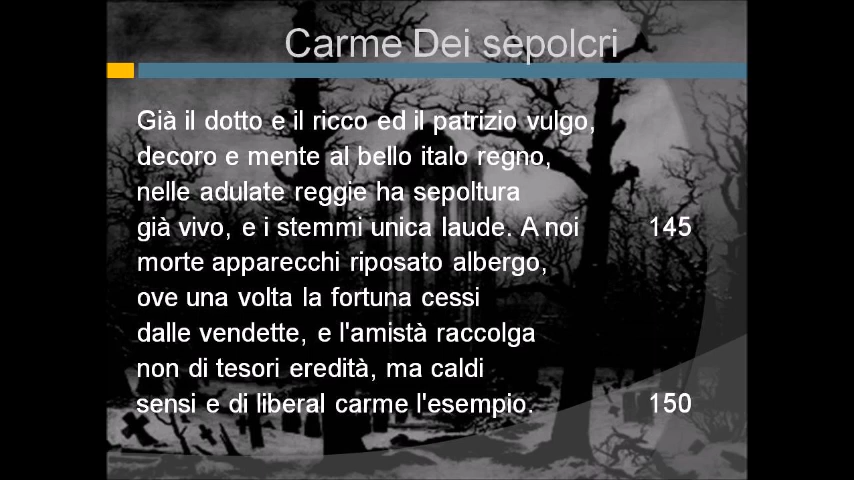 Carme Dei sepolcri
Già il dotto e il ricco ed il patrizio vulgo,
decoro e mente al bello italo regno,
nelle adulate reggie ha sepoltura
già vivo, e i stemmi unica laude. A noi 145
morte apparecchi riposato albergo,
ove una volta la fortuna cessi
dalle vendette, e l'amistà raccolga
non di tesori eredità, ma caldi
sensi e di liberal carme l'esempio. 150